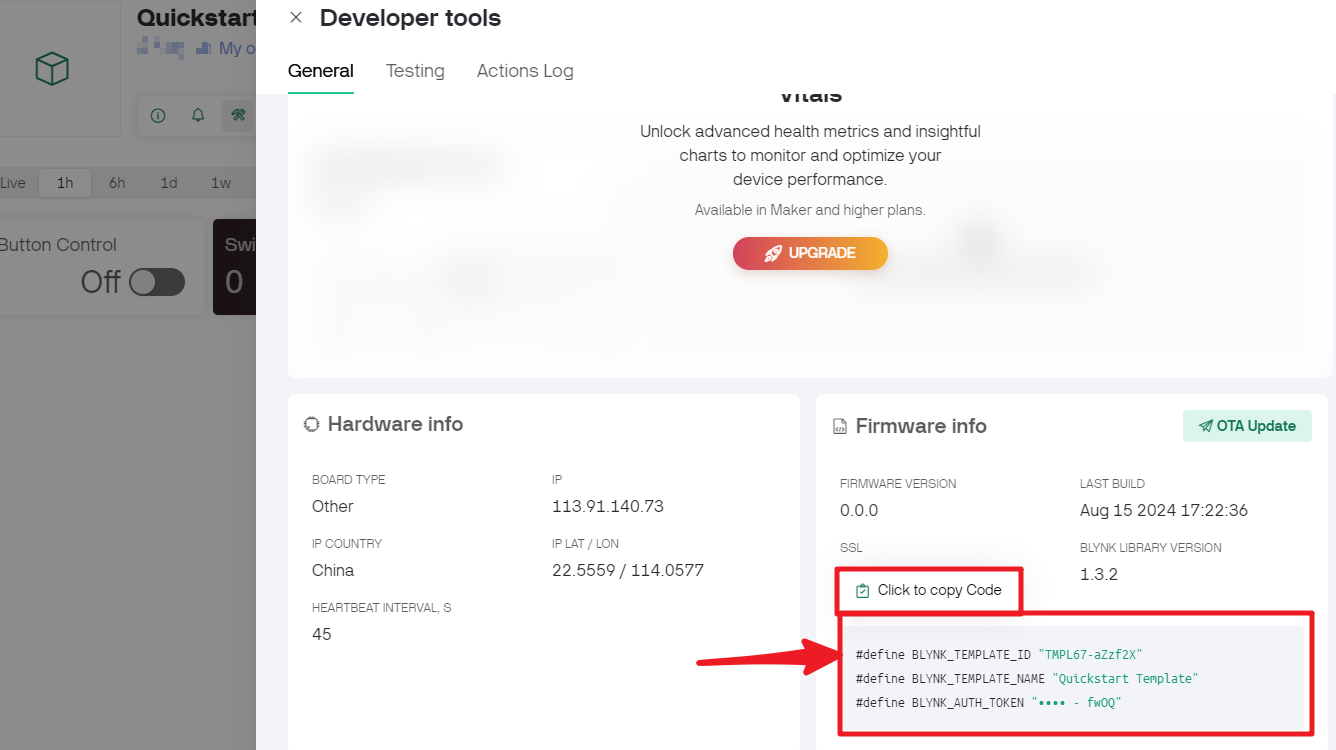 Quickstart
My o
Live 1h 6h 1d 1w
Button Control
Off
Swi
0
Developer tools
General Testing Actions Log
Vitals
Unlock advanced health metrics and insightful
charts to monitor and optimize your
device performance.
Available in Maker and higher plans.
UPGRADE
Hardware info
BOARD TYPE
Other
IP
113.91.140.73
IP COUNTRY
China
IP LAT / LON
22.5559 / 114.0577
HEARTBEAT INTERVAL, S
45
Firmware info
OTA Update
FIRMWARE VERSION
0.0.0
LAST BUILD
Aug 15 2024 17:22:36
SSL
BLYNK LIBRARY VERSION
1.3.2
Click to copy Code
#define BLYNK_TEMPLATE_ID "TMPL67-aZzf2X"
#define BLYNK_TEMPLATE_NAME "Quickstart Template"
#define BLYNK_AUTH_TOKEN "•••• - fwOQ"